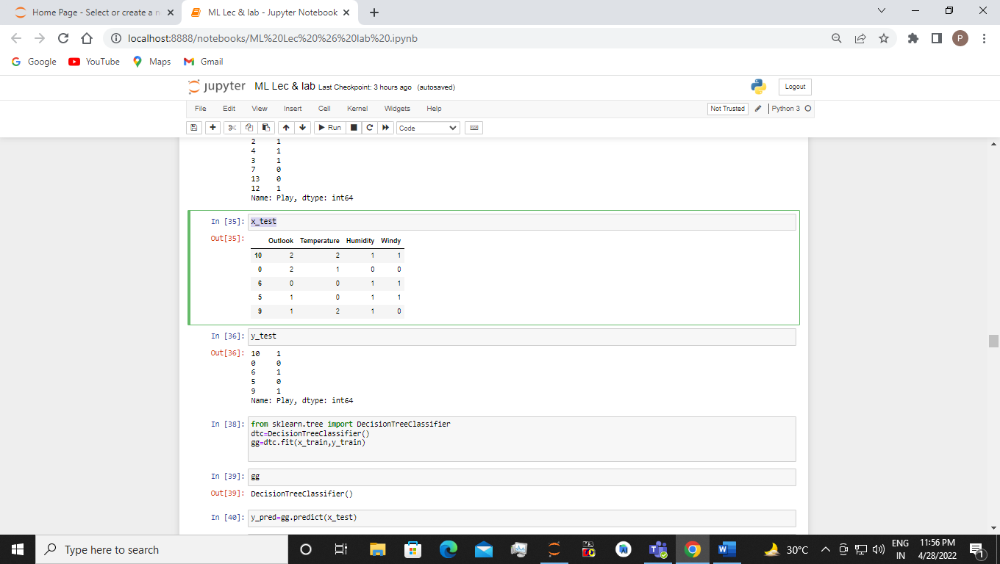 Home Page - Select or create a n
ML Lec & lab - Jupyter Notebook
localhost:8888/notebooks/ML%20Lec%20%26%20lab%20.ipynb
P
Google YouTube Maps Gmail
jupyter ML Lec & lab Last Checkpoint: 3 hours ago (autosaved)
Logout
File Edit View Insert Cell Kernel Widgets Help
Not Trusted Python 3
Run Code
2 1
4 1
3 1
7 0
13 0
12 1
Name: Play, dtype: int64
In [35]: x_test
Out[35]:
Outlook Temperature Humidity Windy
10 2 2 1 1
0 2 1 0 0
6 0 0 1 1
5 1 0 1 1
9 1 2 1 0
In [36]: y_test
Out[36]: 10 1
0 0
6 1
5 0
9 1
Name: Play, dtype: int64
In [38]: from sklearn.tree import DecisionTreeClassifier
dtc=DecisionTreeClassifier()
gg=dtc.fit(x_train,y_train)
In [39]: gg
Out[39]: DecisionTreeClassifier()
In [40]: y_pred=gg.predict(x_test)
Type here to search
30°C
ENG
IN
11:56 PM
4/28/2022
1